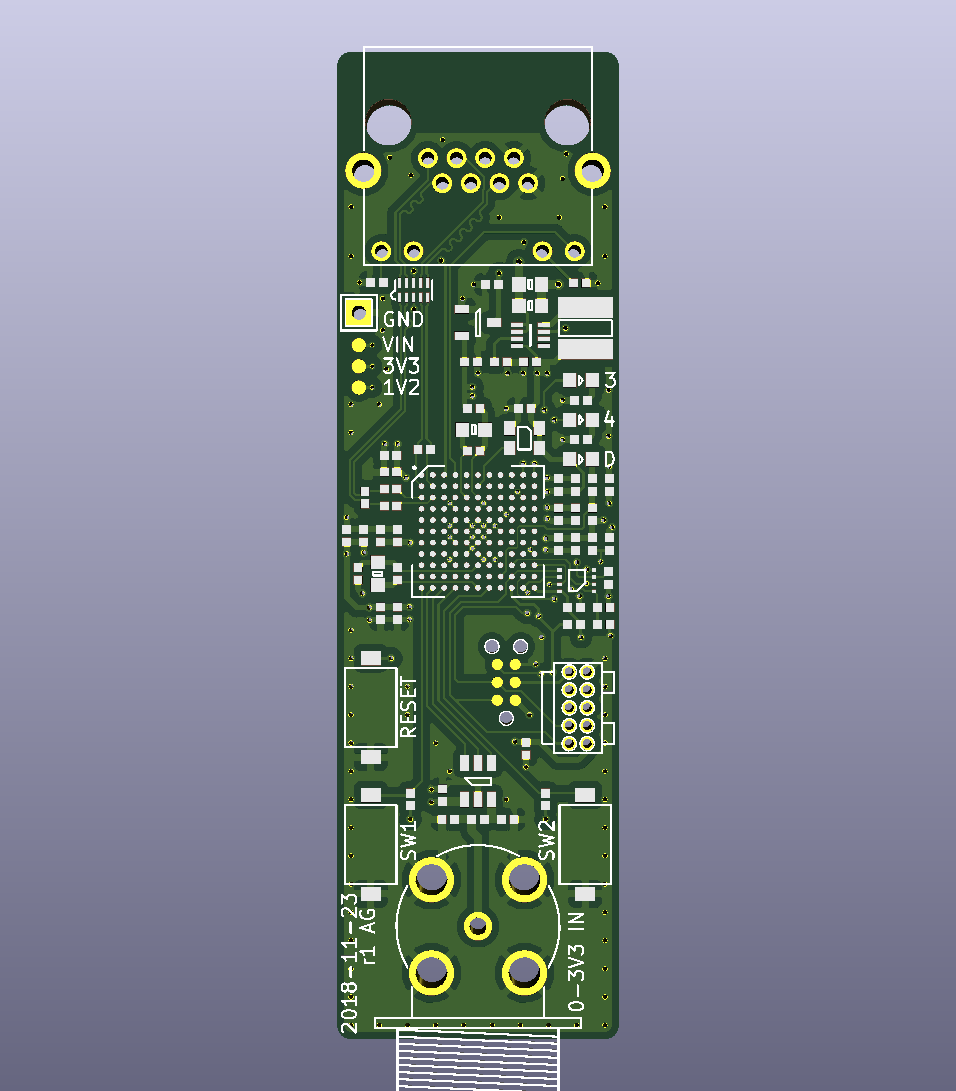 GND
VIN
3V3
1V2
3
4
D
RESET
SW1
SW2
2018-11-23
r1 AG
0-3V3 IN